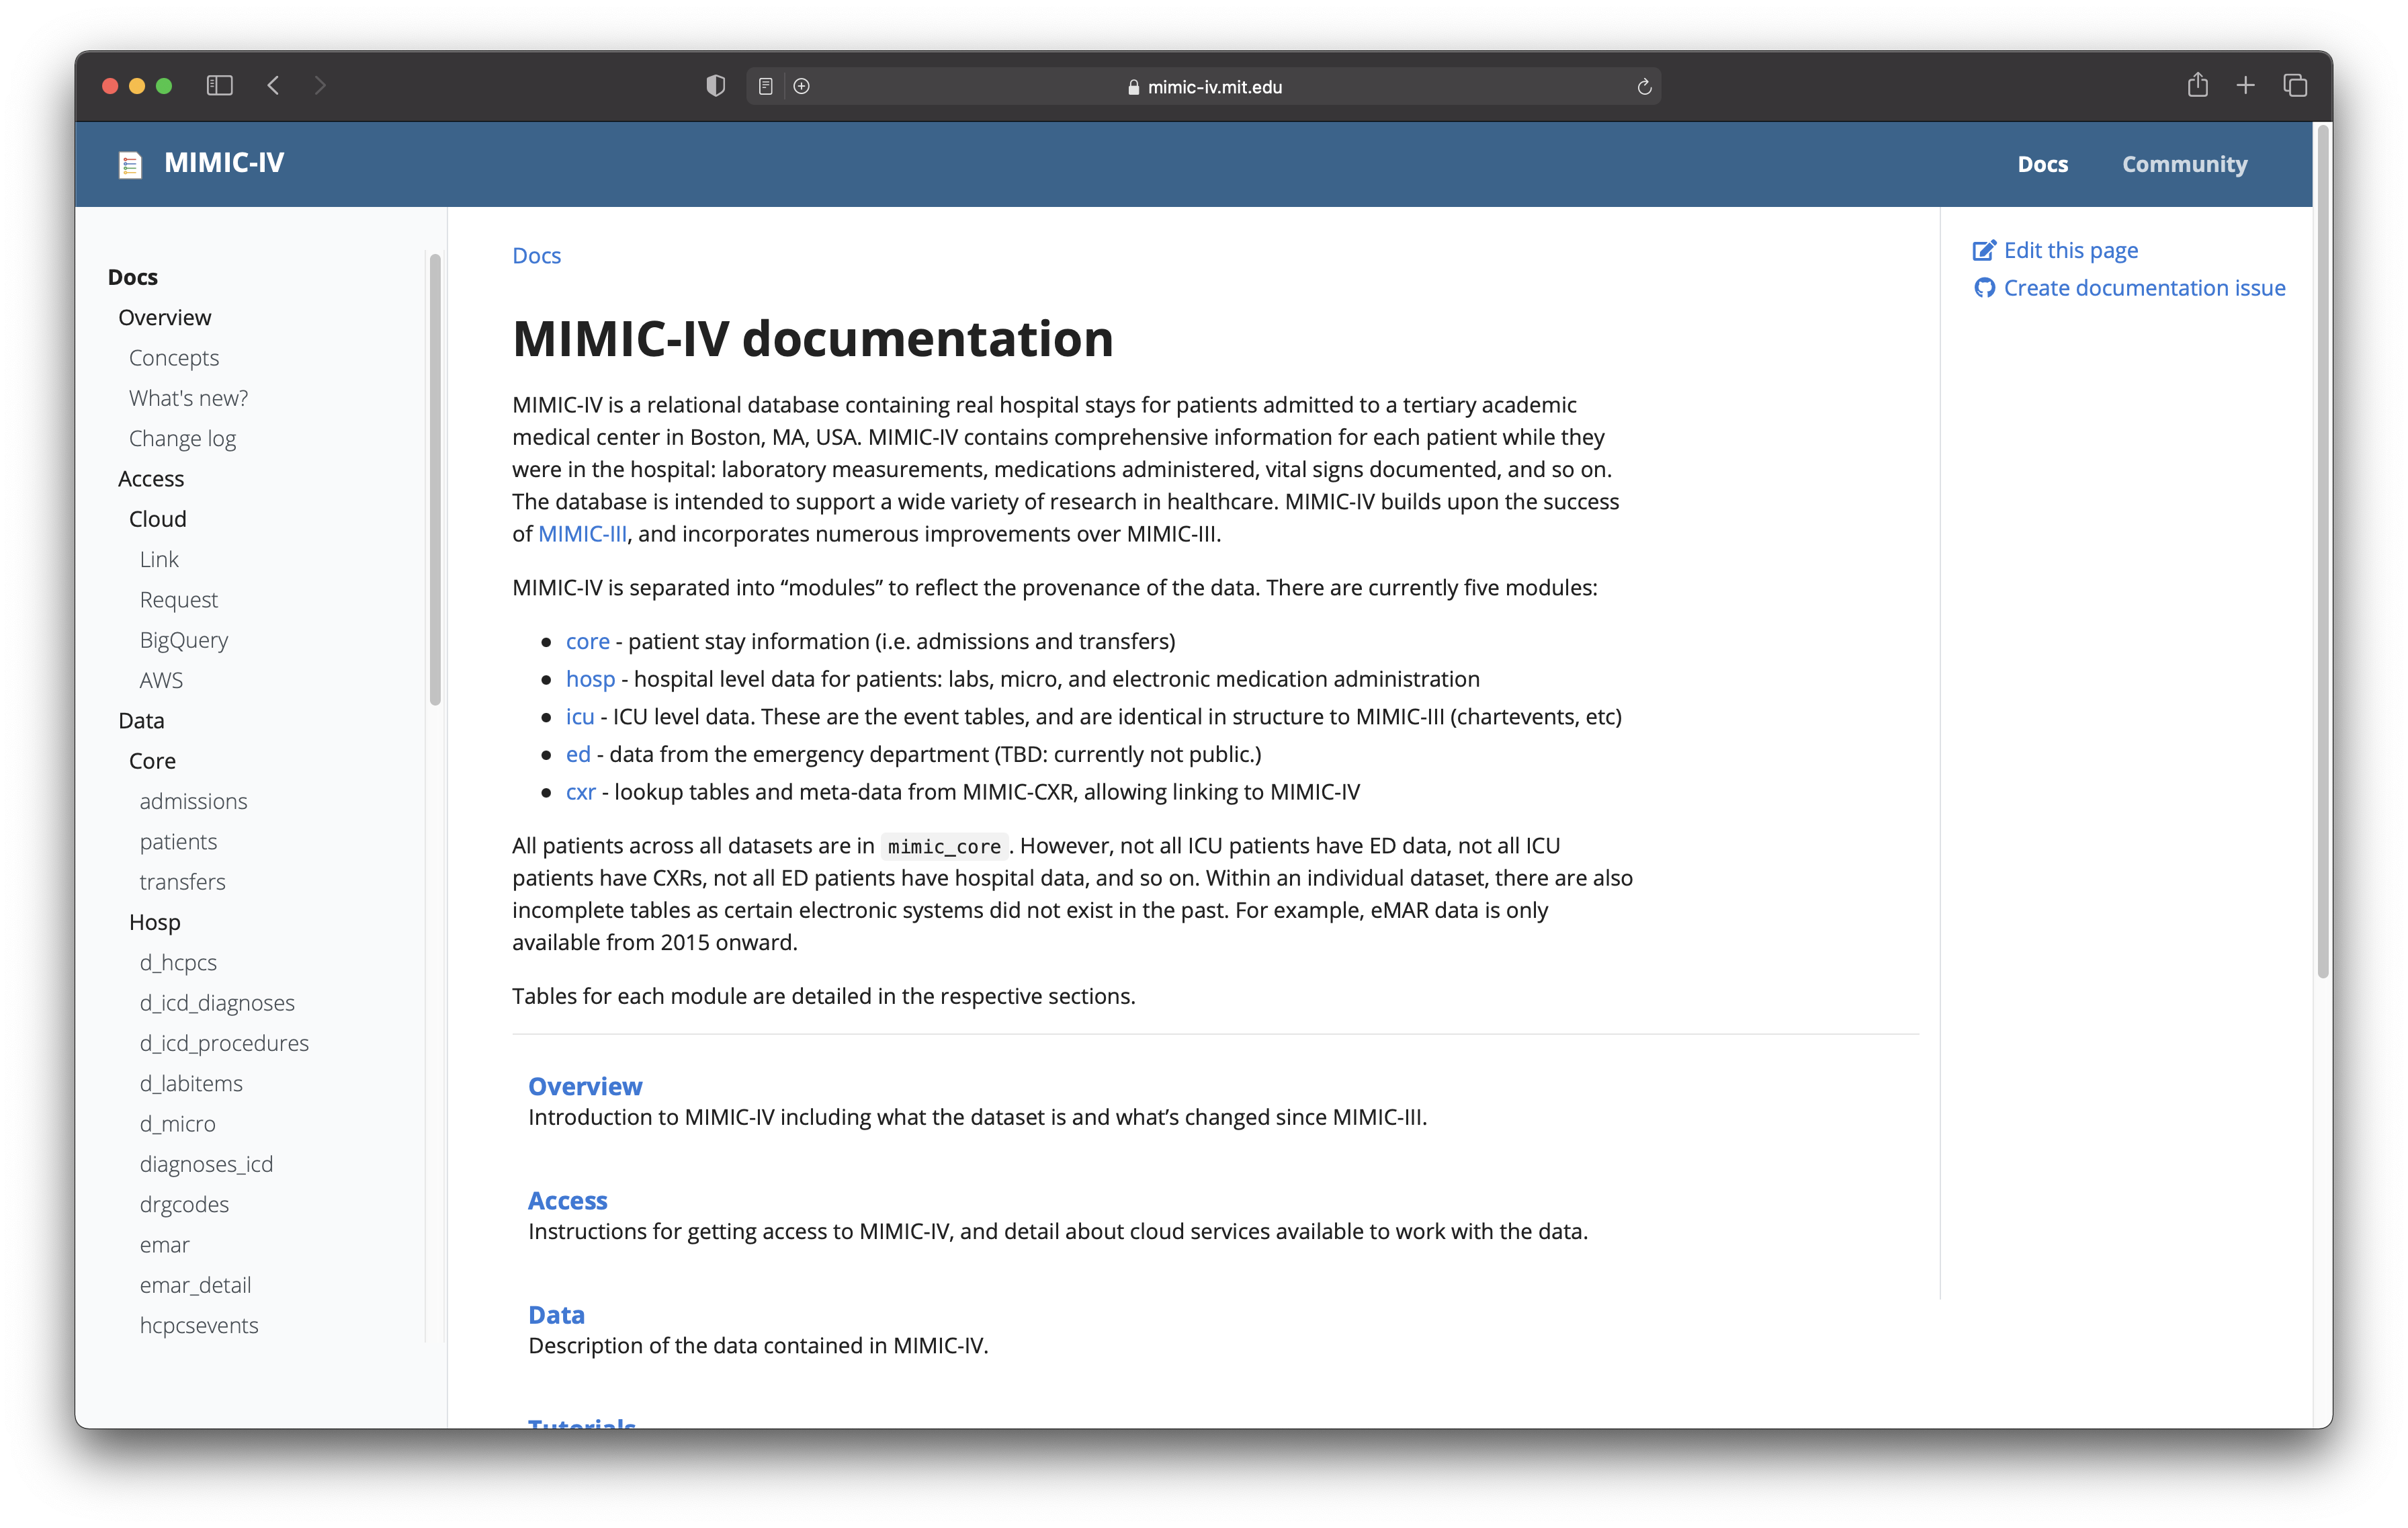 mimic-iv.mit.edu
MIMIC-IV
Docs
Community
Docs
Overview
Concepts
What's new?
Change log
Access
Cloud
Link
Request
BigQuery
AWS
Data
Core
admissions
patients
transfers
Hosp
d_hcpcs
d_icd_diagnoses
d_icd_procedures
d_labitems
d_micro
diagnoses_icd
drgcodes
emar
emar_detail
hcpcsevents
Docs
MIMIC-IV documentation
MIMIC-IV is a relational database containing real hospital stays for patients admitted to a tertiary academic
medical center in Boston, MA, USA. MIMIC-IV contains comprehensive information for each patient while they
were in the hospital: laboratory measurements, medications administered, vital signs documented, and so on.
The database is intended to support a wide variety of research in healthcare. MIMIC-IV builds upon the success
of MIMIC-III, and incorporates numerous improvements over MIMIC-III.
MIMIC-IV is separated into “modules” to reflect the provenance of the data. There are currently five modules:
• core - patient stay information (i.e. admissions and transfers)
• hosp - hospital level data for patients: labs, micro, and electronic medication administration
• icu - ICU level data. These are the event tables, and are identical in structure to MIMIC-III (chartevents, etc)
• ed - data from the emergency department (TBD: currently not public.)
• cxr - lookup tables and meta-data from MIMIC-CXR, allowing linking to MIMIC-IV
All patients across all datasets are in mimic_core. However, not all ICU patients have ED data, not all ICU
patients have CXRs, not all ED patients have hospital data, and so on. Within an individual dataset, there are also
incomplete tables as certain electronic systems did not exist in the past. For example, eMAR data is only
available from 2015 onward.
Tables for each module are detailed in the respective sections.
Overview
Introduction to MIMIC-IV including what the dataset is and what’s changed since MIMIC-III.
Access
Instructions for getting access to MIMIC-IV, and detail about cloud services available to work with the data.
Data
Description of the data contained in MIMIC-IV.
Tutorials
Edit this page
Create documentation issue